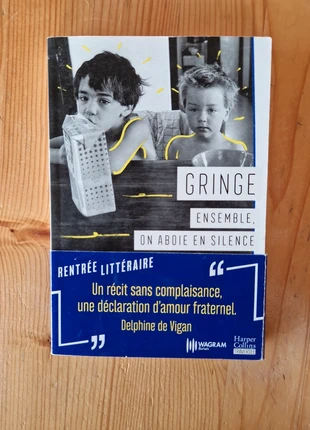 GRINGE
ENSEMBLE,
ON ABOIE EN SILENCE
RENTRÉE LITTÉRAIRE
Un récit sans complaisance,
une déclaration d'amour fraternel.
Delphine de Vigan
WAGRAM
Harper
Collins